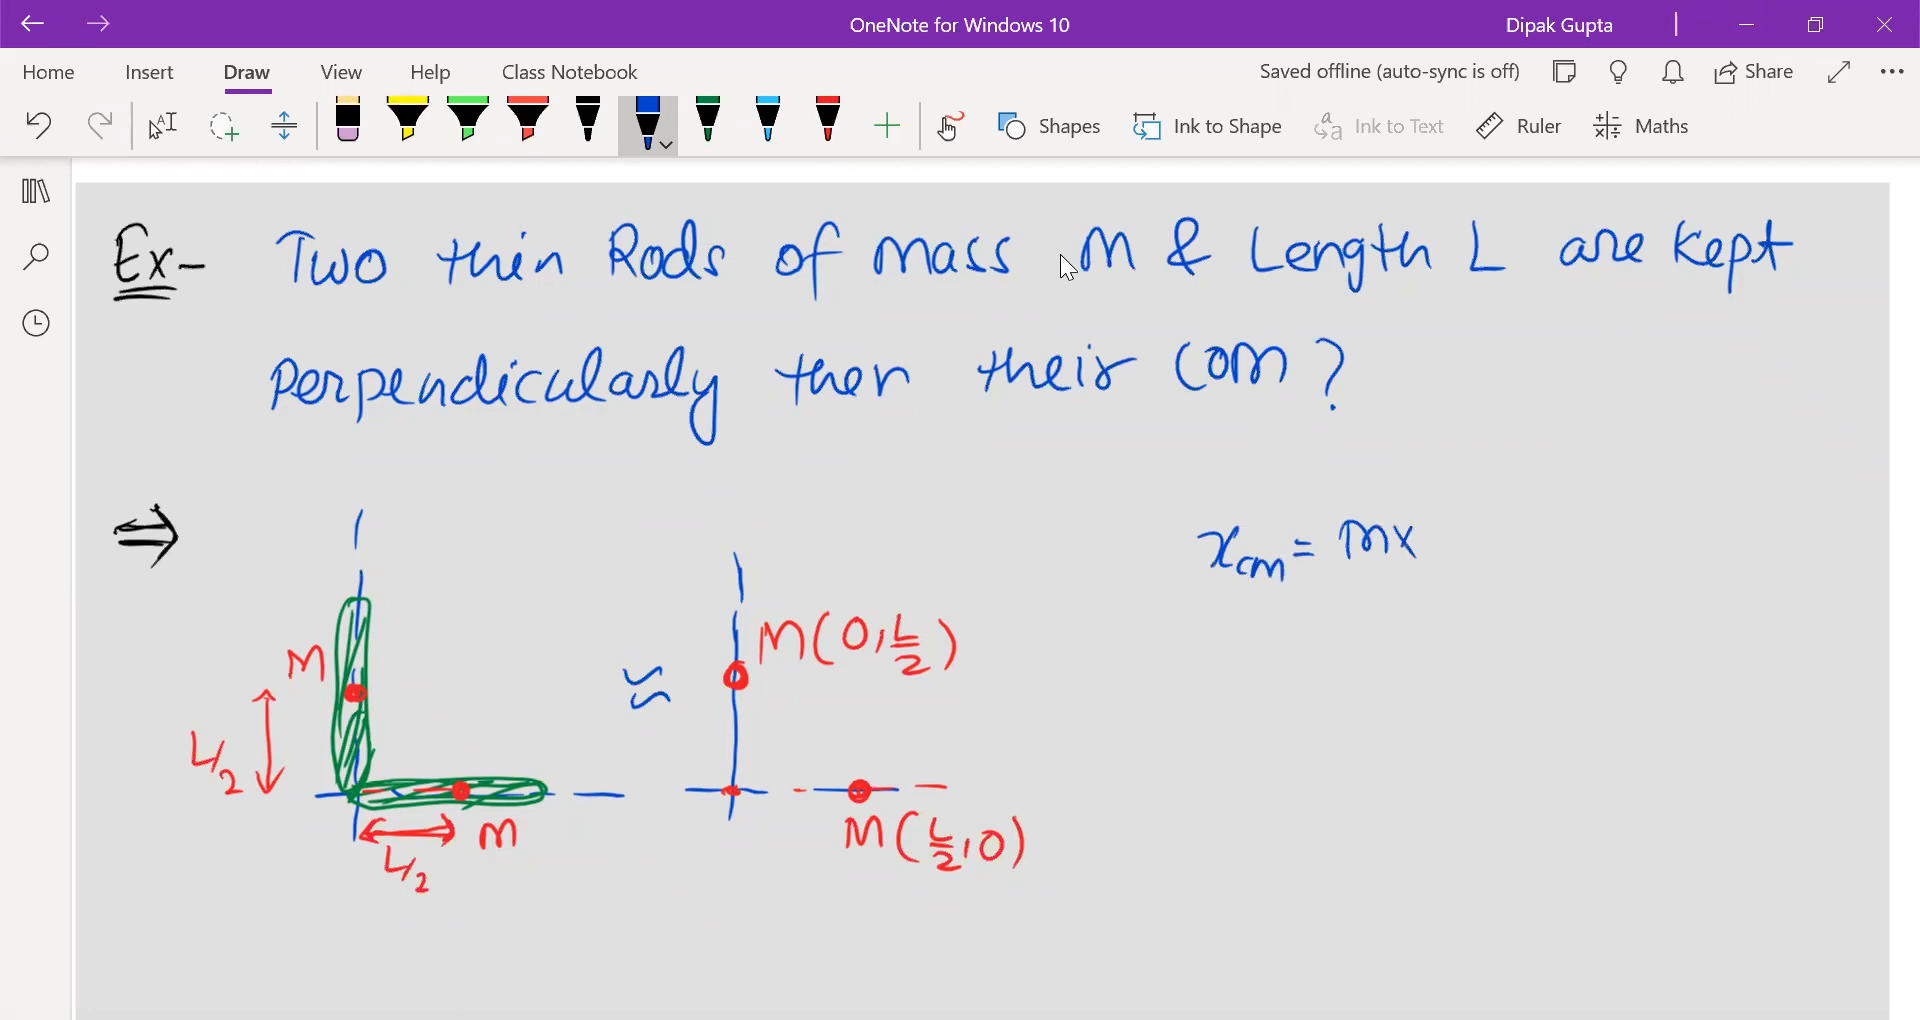 OneNote for Windows 10
Dipak Gupta
Home Insert Draw View Help Class Notebook
Saved offline (auto-sync is off) Share
Shapes Ink to Shape Ink to Text Ruler Maths
Ex- Two thin Rods of mass M & Length L are kept
perpendicularly then their COM ?
x_cm = mx
M
M(0, L/2)
L/2
M
M(L/2, 0)
L/2